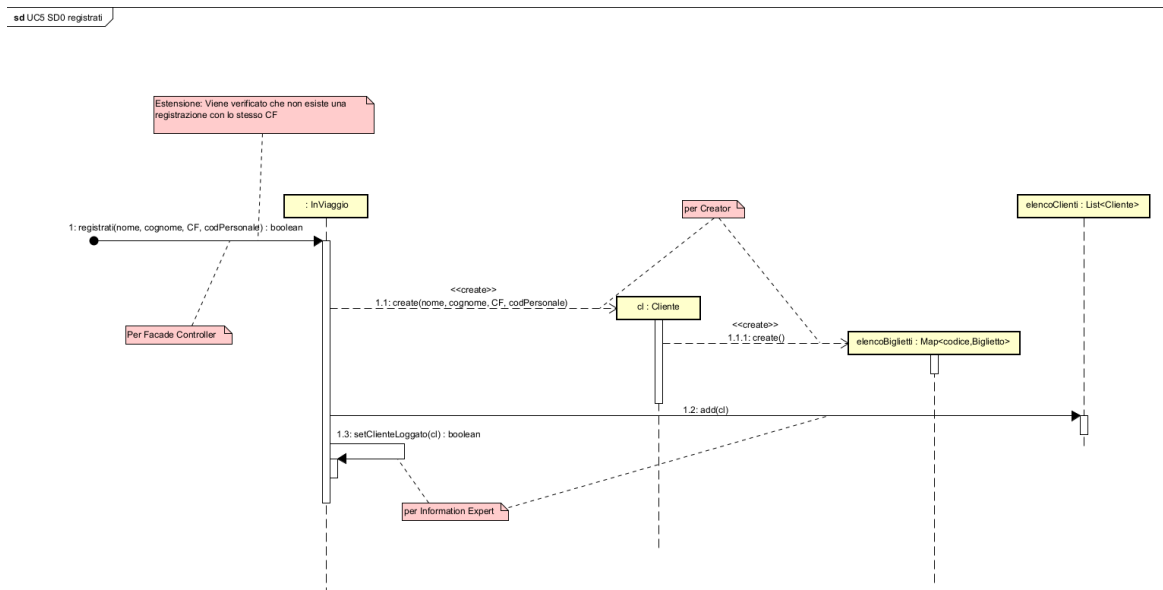 sd UC5 SD0 registrati
Estensione: Viene verificato che non esiste una
registrazione con lo stesso CF
: InViaggio
per Creator
elencoClienti : List<Cliente>
1: registrati(nome, cognome, CF, codPersonale) : boolean
<<create>>
1.1: create(nome, cognome, CF, codPersonale)
cl : Cliente
Per Facade Controller
<<create>>
1.1.1: create()
elencoBiglietti : Map<codice,Biglietto>
1.2: add(cl)
1.3: setClienteLoggato(cl) : boolean
per Information Expert